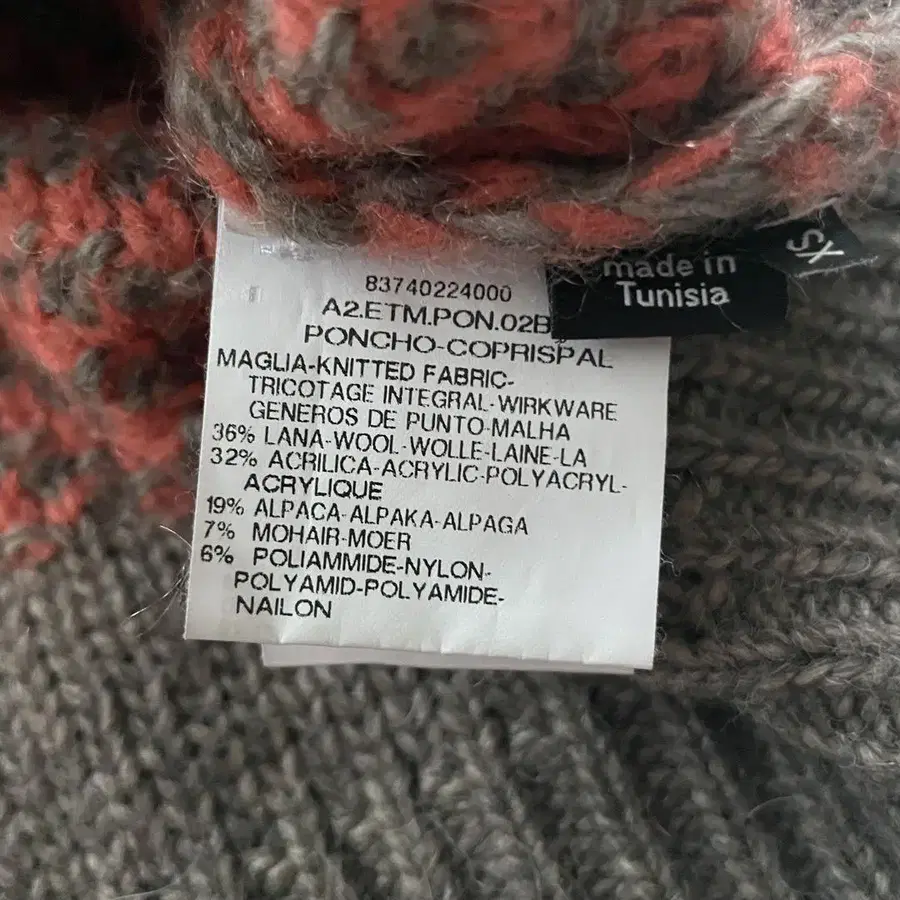 83740224000
A2.ETM.PON.02B
PONCHO-COPRISPAL
MAGLIA-KNITTED FABRIC-
TRICOTAGE INTEGRAL-WIRKWARE
GENEROS DE PUNTO-MALHA
36% LANA-WOOL-WOLLE-LAINE-LA
32% ACRILICA-ACRYLIC-POLYACRYL-
ACRYLIQUE
19% ALPACA-ALPAKA-ALPAGA
7% MOHAIR-MOER
6% POLIAMMIDE-NYLON-
POLYAMID-POLYAMIDE-
NAILON
made in
Tunisia
XS